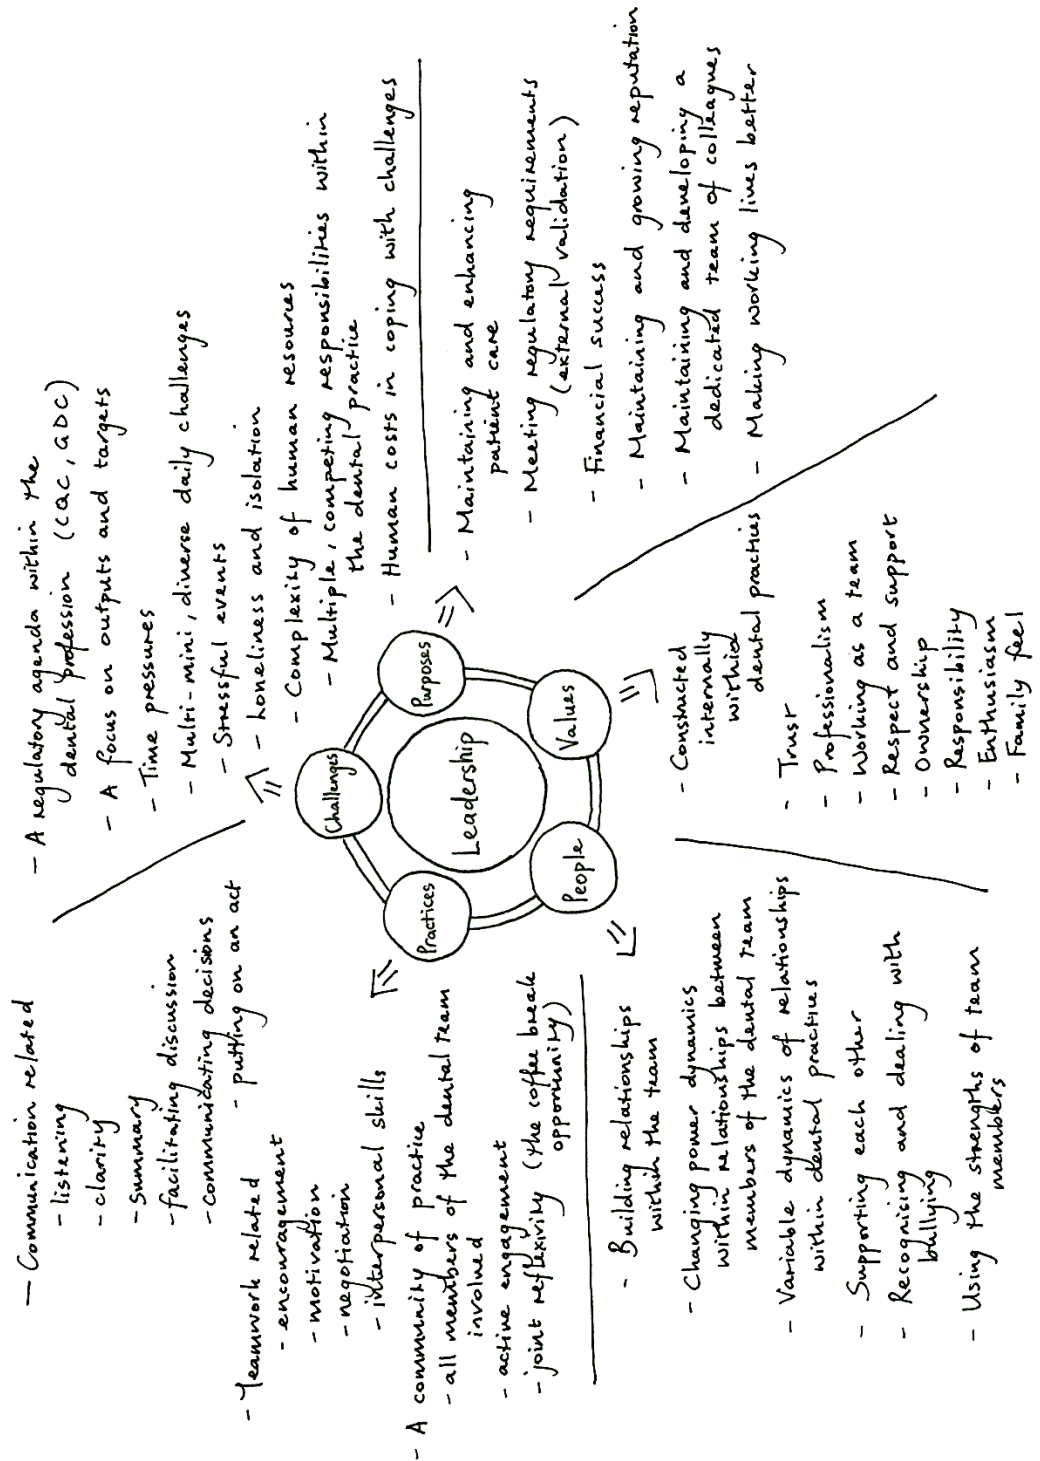 Leadership
Challenges
Purposes
Values
People
Practices
- Communication related
- listening
- clarity
- summary
- facilitating discussion
- communicating decisions
- putting on an act
- Teamwork related
- encouragement
- motivation
- negotiation
- interpersonal skills
- A community of practice
- all members of the dental team
involved
- active engagement
- joint reflexivity (the coffee break
opportunity)
- A regulatory agenda within the
dental profession (CQC, GDC)
- A focus on outputs and targets
- Time pressures
- Multi-mini, diverse daily challenges
- Stressful events
- Loneliness and isolation
- Complexity of human resources
- Multiple, competing responsibilities within
the dental practice
- Human costs in coping with challenges
- Maintaining and enhancing
patient care
- Meeting regulatory requirements
(external validation)
- Financial success
- Maintaining and growing reputation
- Maintaining and developing a
dedicated team of colleagues
- Making working lives better
- Constructed
internally
within
dental practices
- Trust
- Professionalism
- Working as a team
- Respect and support
- Ownership
- Responsibility
- Enthusiasm
- Family feel
- Building relationships
within the team
- Changing power dynamics
within relationships between
members of the dental team
- Variable dynamics of relationships
within dental practices
- Supporting each other
- Recognising and dealing with
bullying
- Using the strengths of team
members